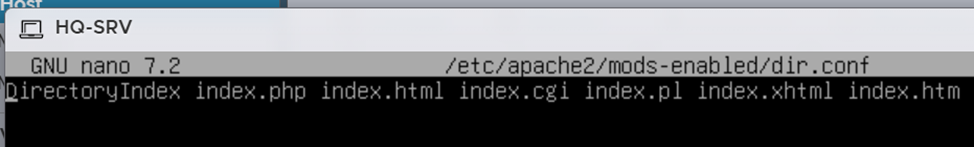 Host
HQ-SRV
GNU nano 7.2 /etc/apache2/mods-enabled/dir.conf
DirectoryIndex index.php index.html index.cgi index.pl index.xhtml index.htm